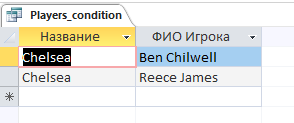 Players_condition
Название ФИО Игрока
Chelsea Ben Chilwell
Chelsea Reece James